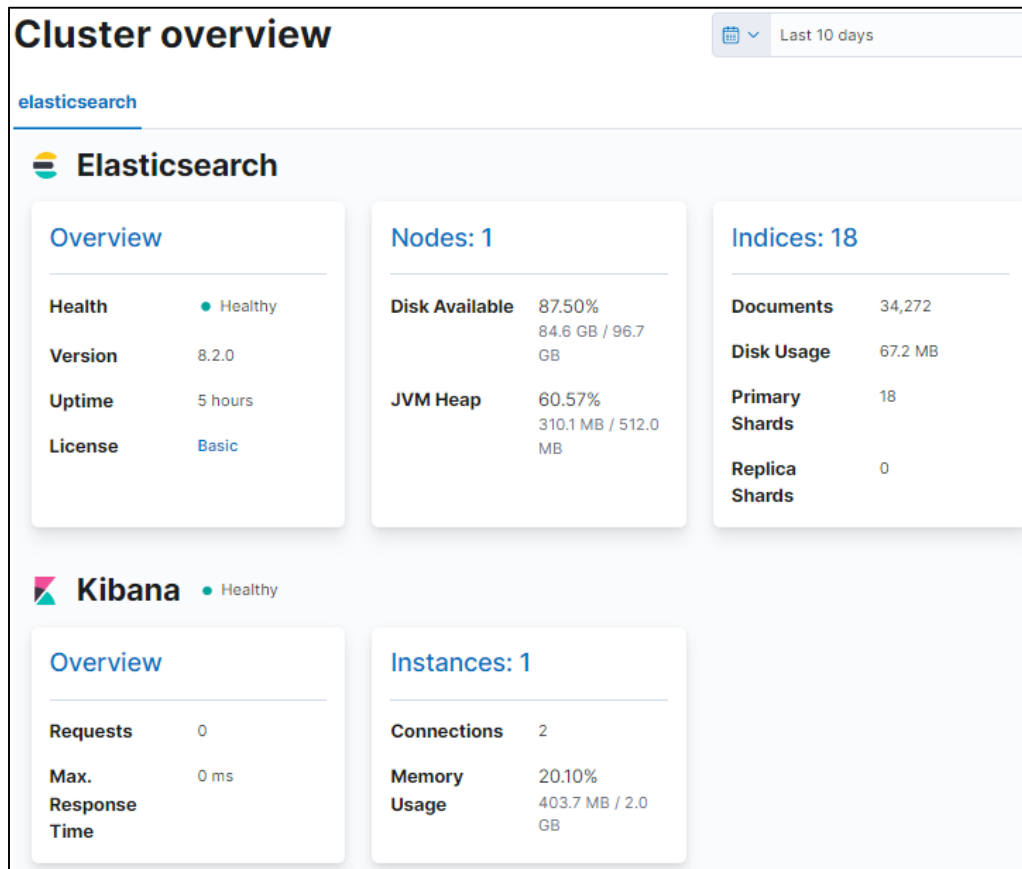 Cluster overview
Last 10 days
elasticsearch
Elasticsearch
Overview
Health Healthy
Version 8.2.0
Uptime 5 hours
License Basic
Nodes: 1
Disk Available 87.50%
84.6 GB / 96.7
GB
JVM Heap 60.57%
310.1 MB / 512.0
MB
Indices: 18
Documents 34,272
Disk Usage 67.2 MB
Primary 18
Shards
Replica 0
Shards
Kibana Healthy
Overview
Requests 0
Max. 0 ms
Response
Time
Instances: 1
Connections 2
Memory 20.10%
Usage 403.7 MB / 2.0
GB